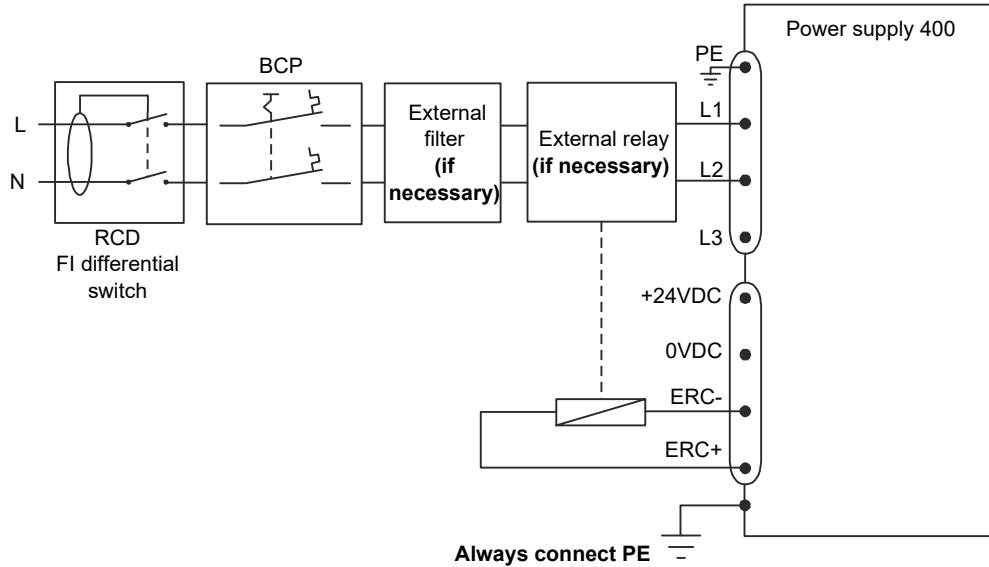 Power supply 400
PE
L1
L2
L3
BCP
L
N
External
filter
(if
necessary)
External relay
(if necessary)
RCD
FI differential
switch
+24VDC
0VDC
ERC-
ERC+
Always connect PE